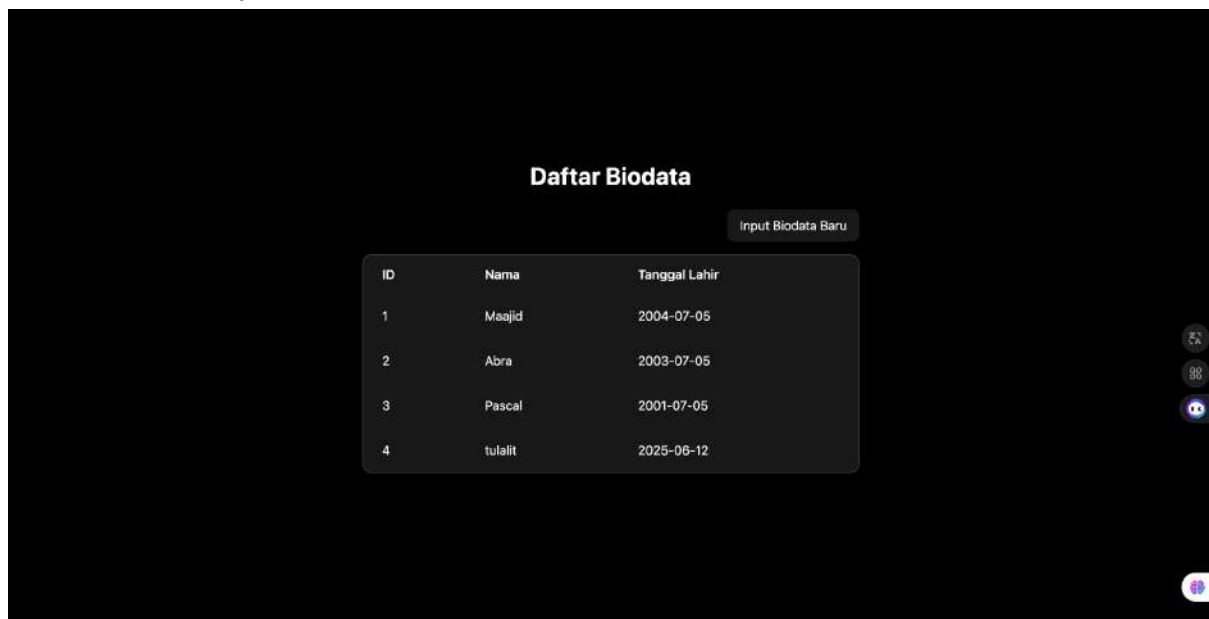 Daftar Biodata
Input Biodata Baru
ID Nama Tanggal Lahir
1 Maajid 2004-07-05
2 Abra 2003-07-05
3 Pascal 2001-07-05
4 tulalit 2025-06-12